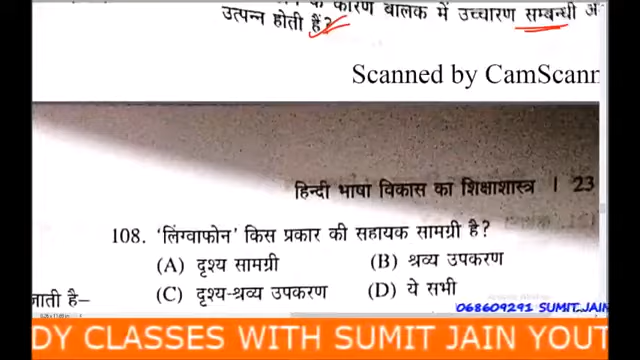 के कारण बालक में उच्चारण सम्बन्धी अ
उत्पन्न होती हैं?
Scanned by CamScann
हिन्दी भाषा विकास का शिक्षाशास्त्र । 23
108. 'लिंग्वाफोन' किस प्रकार की सहायक सामग्री है?
(A) दृश्य सामग्री (B) श्रव्य उपकरण
जाती है–
(C) दृश्य-श्रव्य उपकरण (D) ये सभी
068609291 SUMIT JAIN
DY CLASSES WITH SUMIT JAIN YOUT